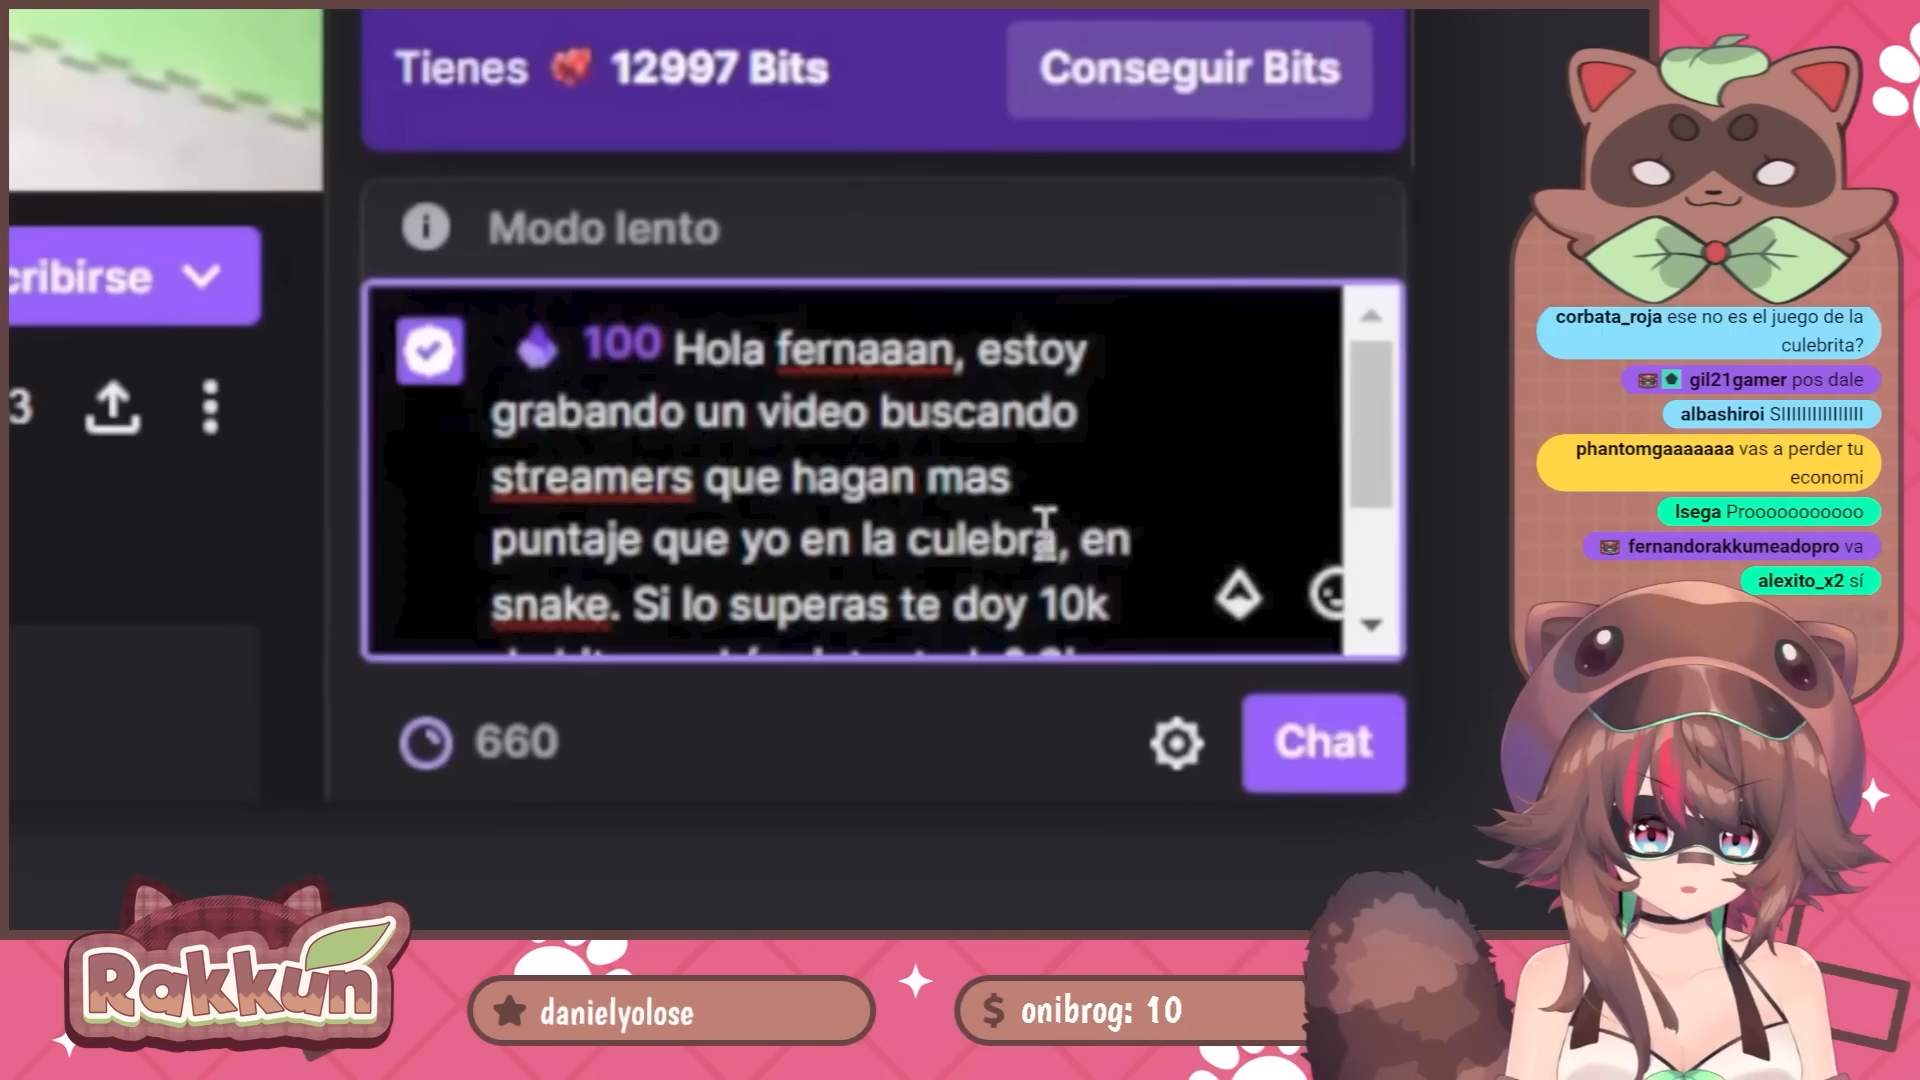 Tienes 12997 Bits
Conseguir Bits
Modo lento
cribirse
100 Hola fernaaan, estoy
grabando un video buscando
streamers que hagan mas
puntaje que yo en la culebra, en
snake. Si lo superas te doy 10k
3
660
Chat
corbata_roja ese no es el juego de la
culebrita?
gil21gamer pos dale
albashiroi SIIIIIIIIIIIIIIII
phantomgaaaaaaa vas a perder tu
economi
lsega Prooooooooooo
fernandorakkumeadopro va
alexito_x2 sí
Rakkun
danielyolose
$ onibrog: 10